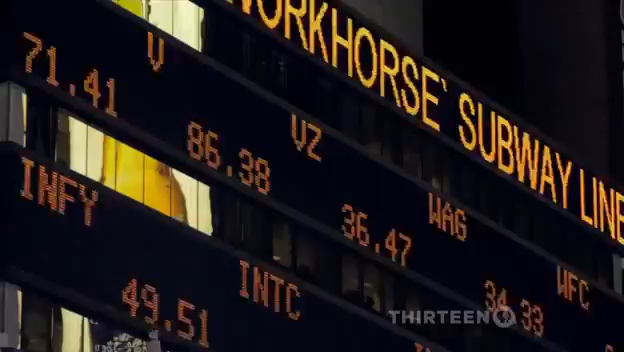 WORKHORSE` SUBWAY LINE
71.41 V 86.38 VZ 36.47 WAG 34.33 WFC
INFY 49.51 INTC
THIRTEEN